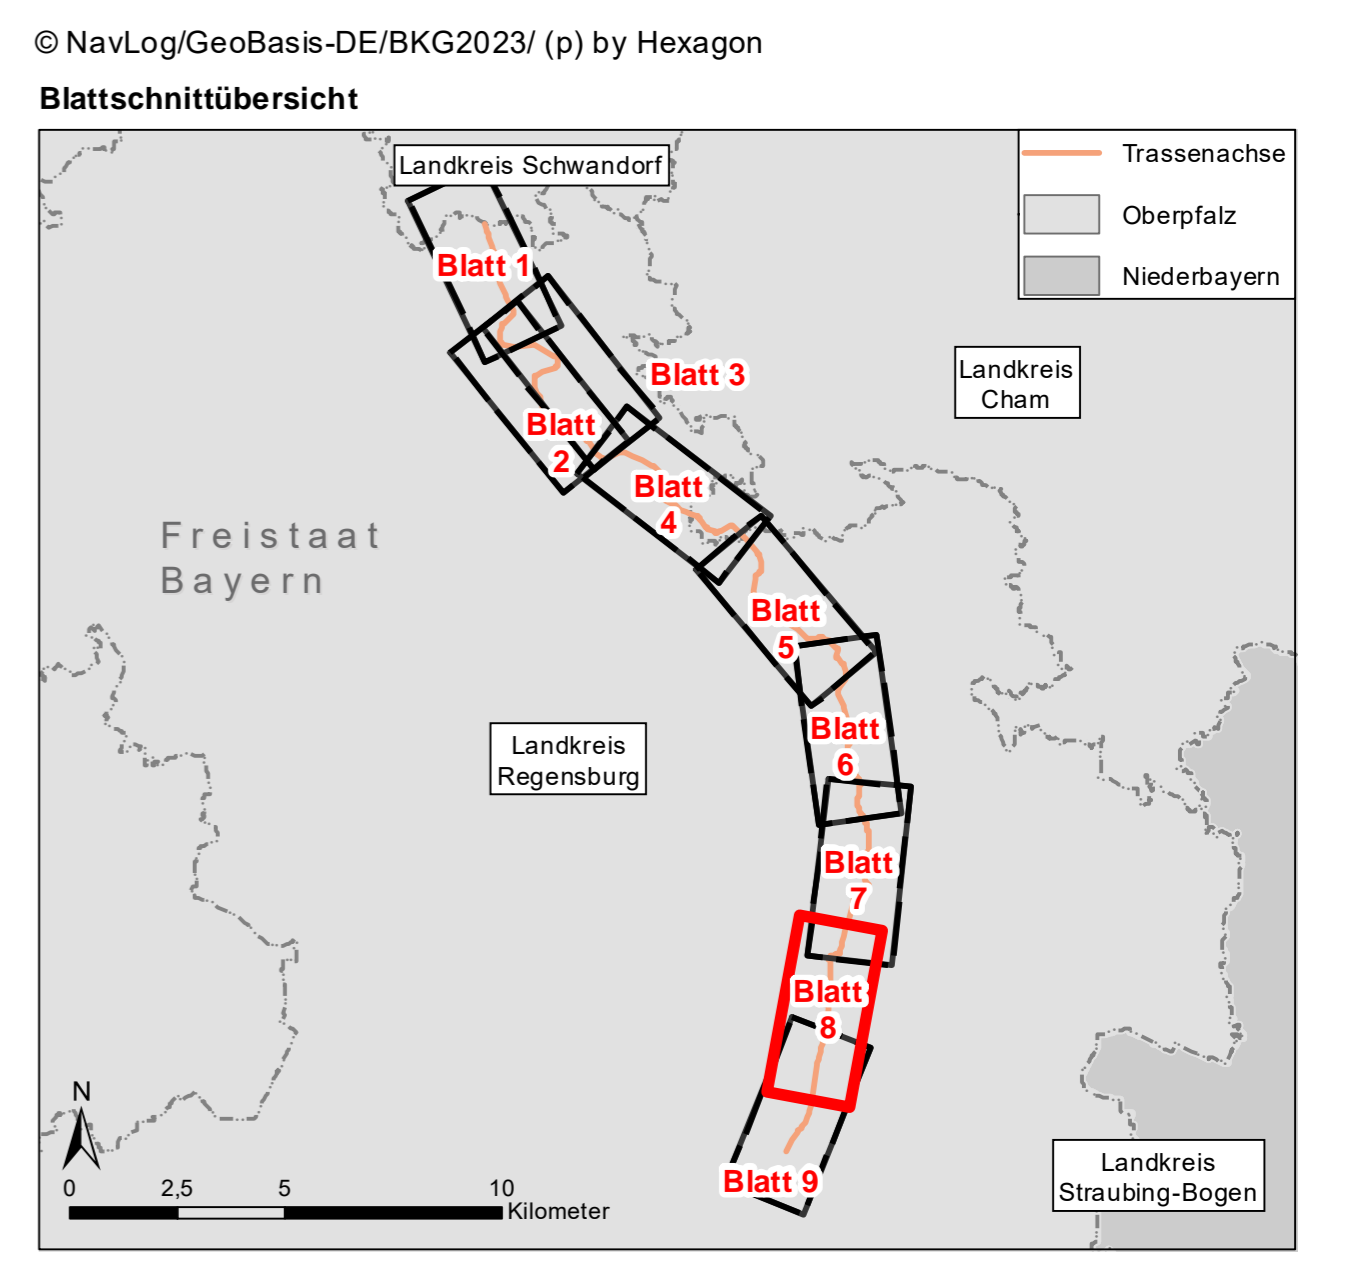 © NavLog/GeoBasis-DE/BKG2023/ (p) by Hexagon
Blattschnittübersicht
Landkreis Schwandorf
Trassenachse
Oberpfalz
Niederbayern
Blatt 1
Blatt 3
Landkreis
Cham
Blatt
2
Blatt
4
Freistaat
Bayern
Blatt
5
Blatt
6
Landkreis
Regensburg
Blatt
7
Blatt
8
N
Landkreis
Straubing-Bogen
Blatt 9
0 2,5 5 10
Kilometer